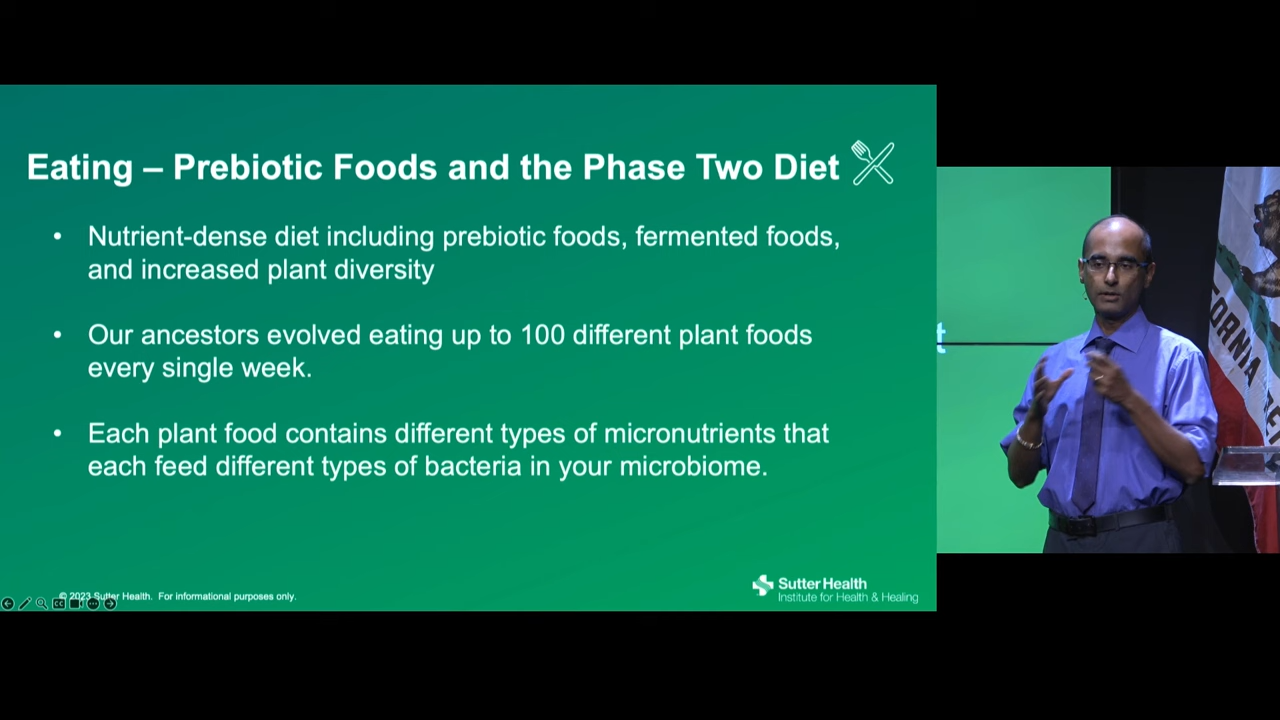 Eating – Prebiotic Foods and the Phase Two Diet
• Nutrient-dense diet including prebiotic foods, fermented foods,
and increased plant diversity
• Our ancestors evolved eating up to 100 different plant foods
every single week.
• Each plant food contains different types of micronutrients that
each feed different types of bacteria in your microbiome.
© 2023 Sutter Health. For informational purposes only.
CC
Sutter Health
Institute for Health & Healing
t
ORNIA RE